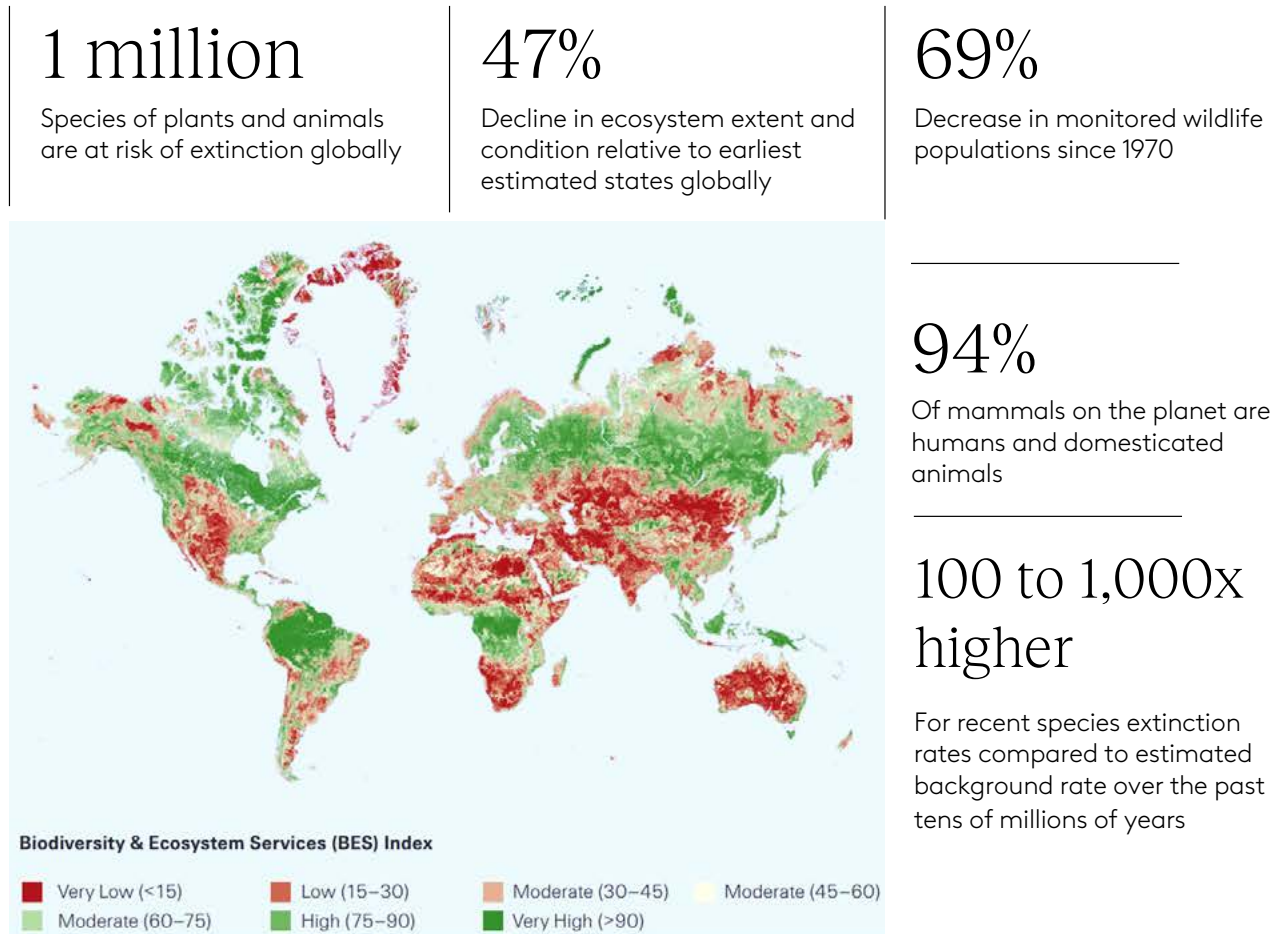 1 million
Species of plants and animals
are at risk of extinction globally
47%
Decline in ecosystem extent and
condition relative to earliest
estimated states globally
69%
Decrease in monitored wildlife
populations since 1970
94%
Of mammals on the planet are
humans and domesticated
animals
100 to 1,000x
higher
For recent species extinction
rates compared to estimated
background rate over the past
tens of millions of years
Biodiversity & Ecosystem Services (BES) Index
Very Low (<15)
Low (15–30)
Moderate (30–45)
Moderate (45–60)
Moderate (60–75)
High (75–90)
Very High (>90)